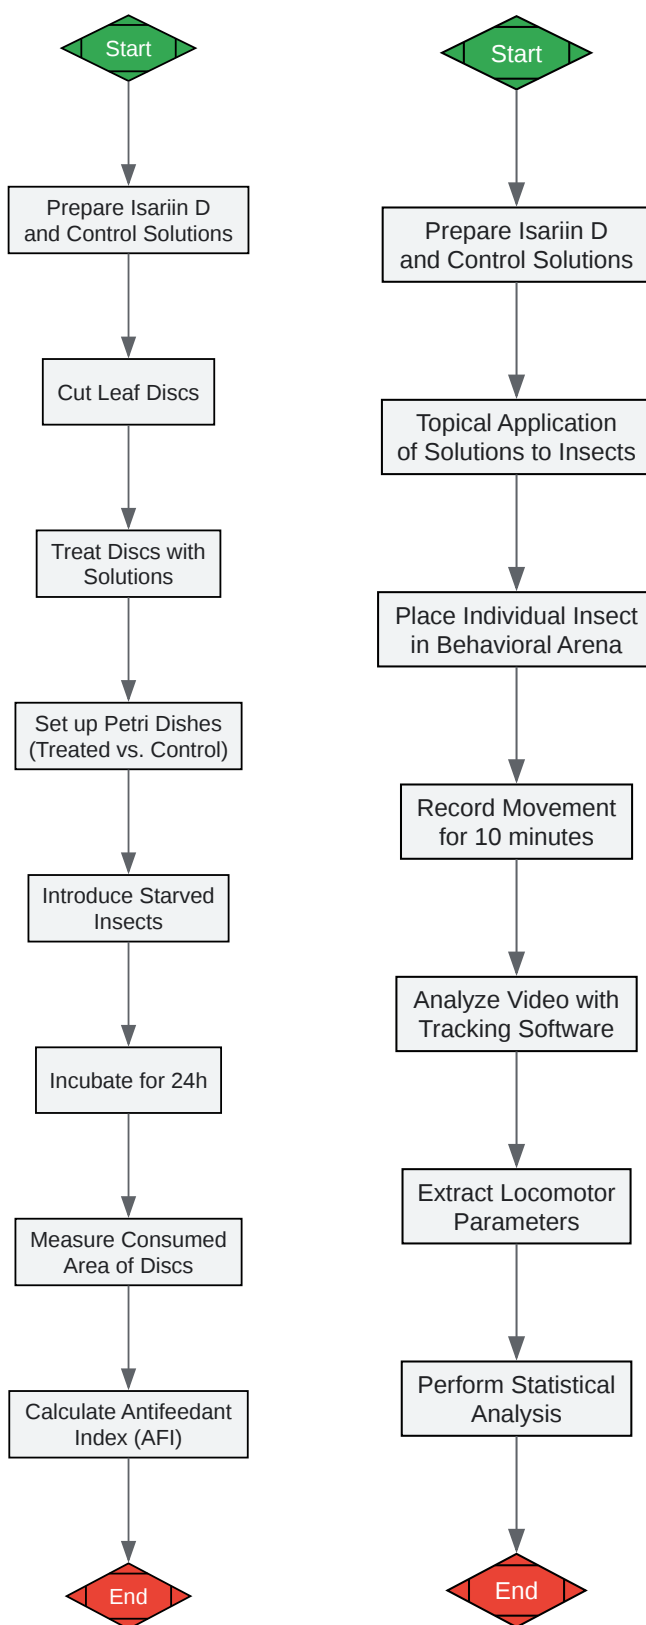 Start
Prepare Isariin D
and Control Solutions
Cut Leaf Discs
Treat Discs with
Solutions
Set up Petri Dishes
(Treated vs. Control)
Introduce Starved
Insects
Incubate for 24h
Measure Consumed
Area of Discs
Calculate Antifeedant
Index (AFI)
End
Start
Prepare Isariin D
and Control Solutions
Topical Application
of Solutions to Insects
Place Individual Insect
in Behavioral Arena
Record Movement
for 10 minutes
Analyze Video with
Tracking Software
Extract Locomotor
Parameters
Perform Statistical
Analysis
End